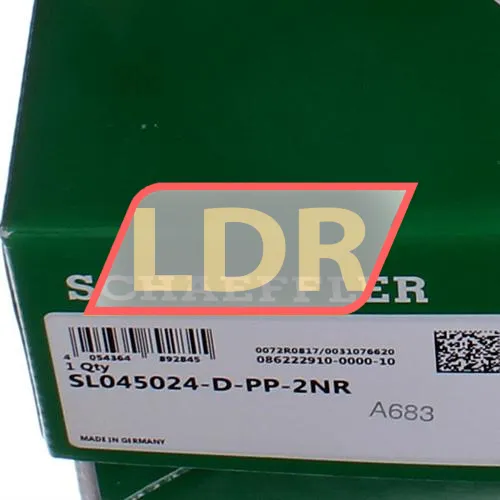 LDR
SCHAEFFLER
4 054364 892845
0072R0817/0031076620
086222910-0000-10
1 Qty
SL045024-D-PP-2NR
A683
MADE IN GERMANY